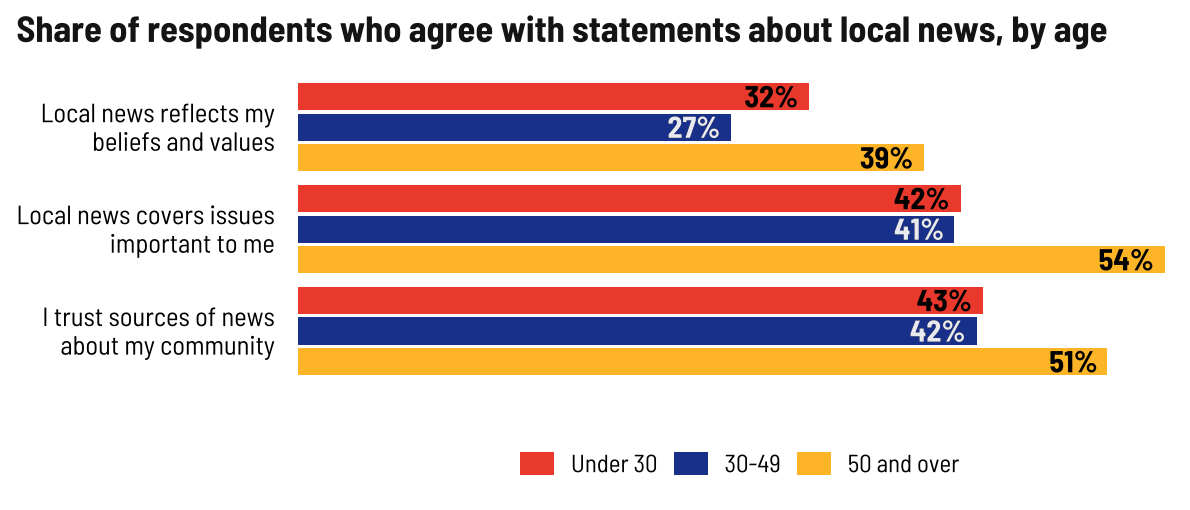 Share of respondents who agree with statements about local news, by age
Local news reflects my
beliefs and values
32%
27%
39%
Local news covers issues
important to me
42%
41%
54%
I trust sources of news
about my community
43%
42%
51%
Under 30 30-49 50 and over